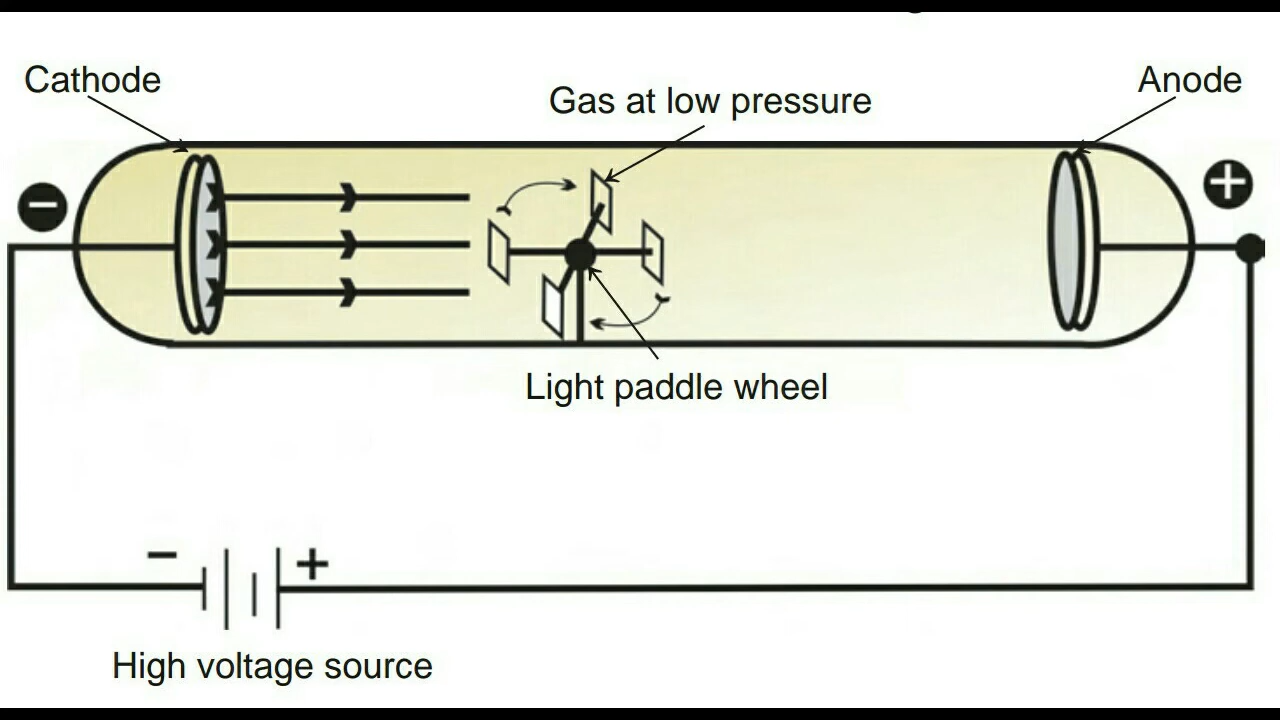 Cathode
Anode
Gas at low pressure
−
+
Light paddle wheel
−
+
High voltage source